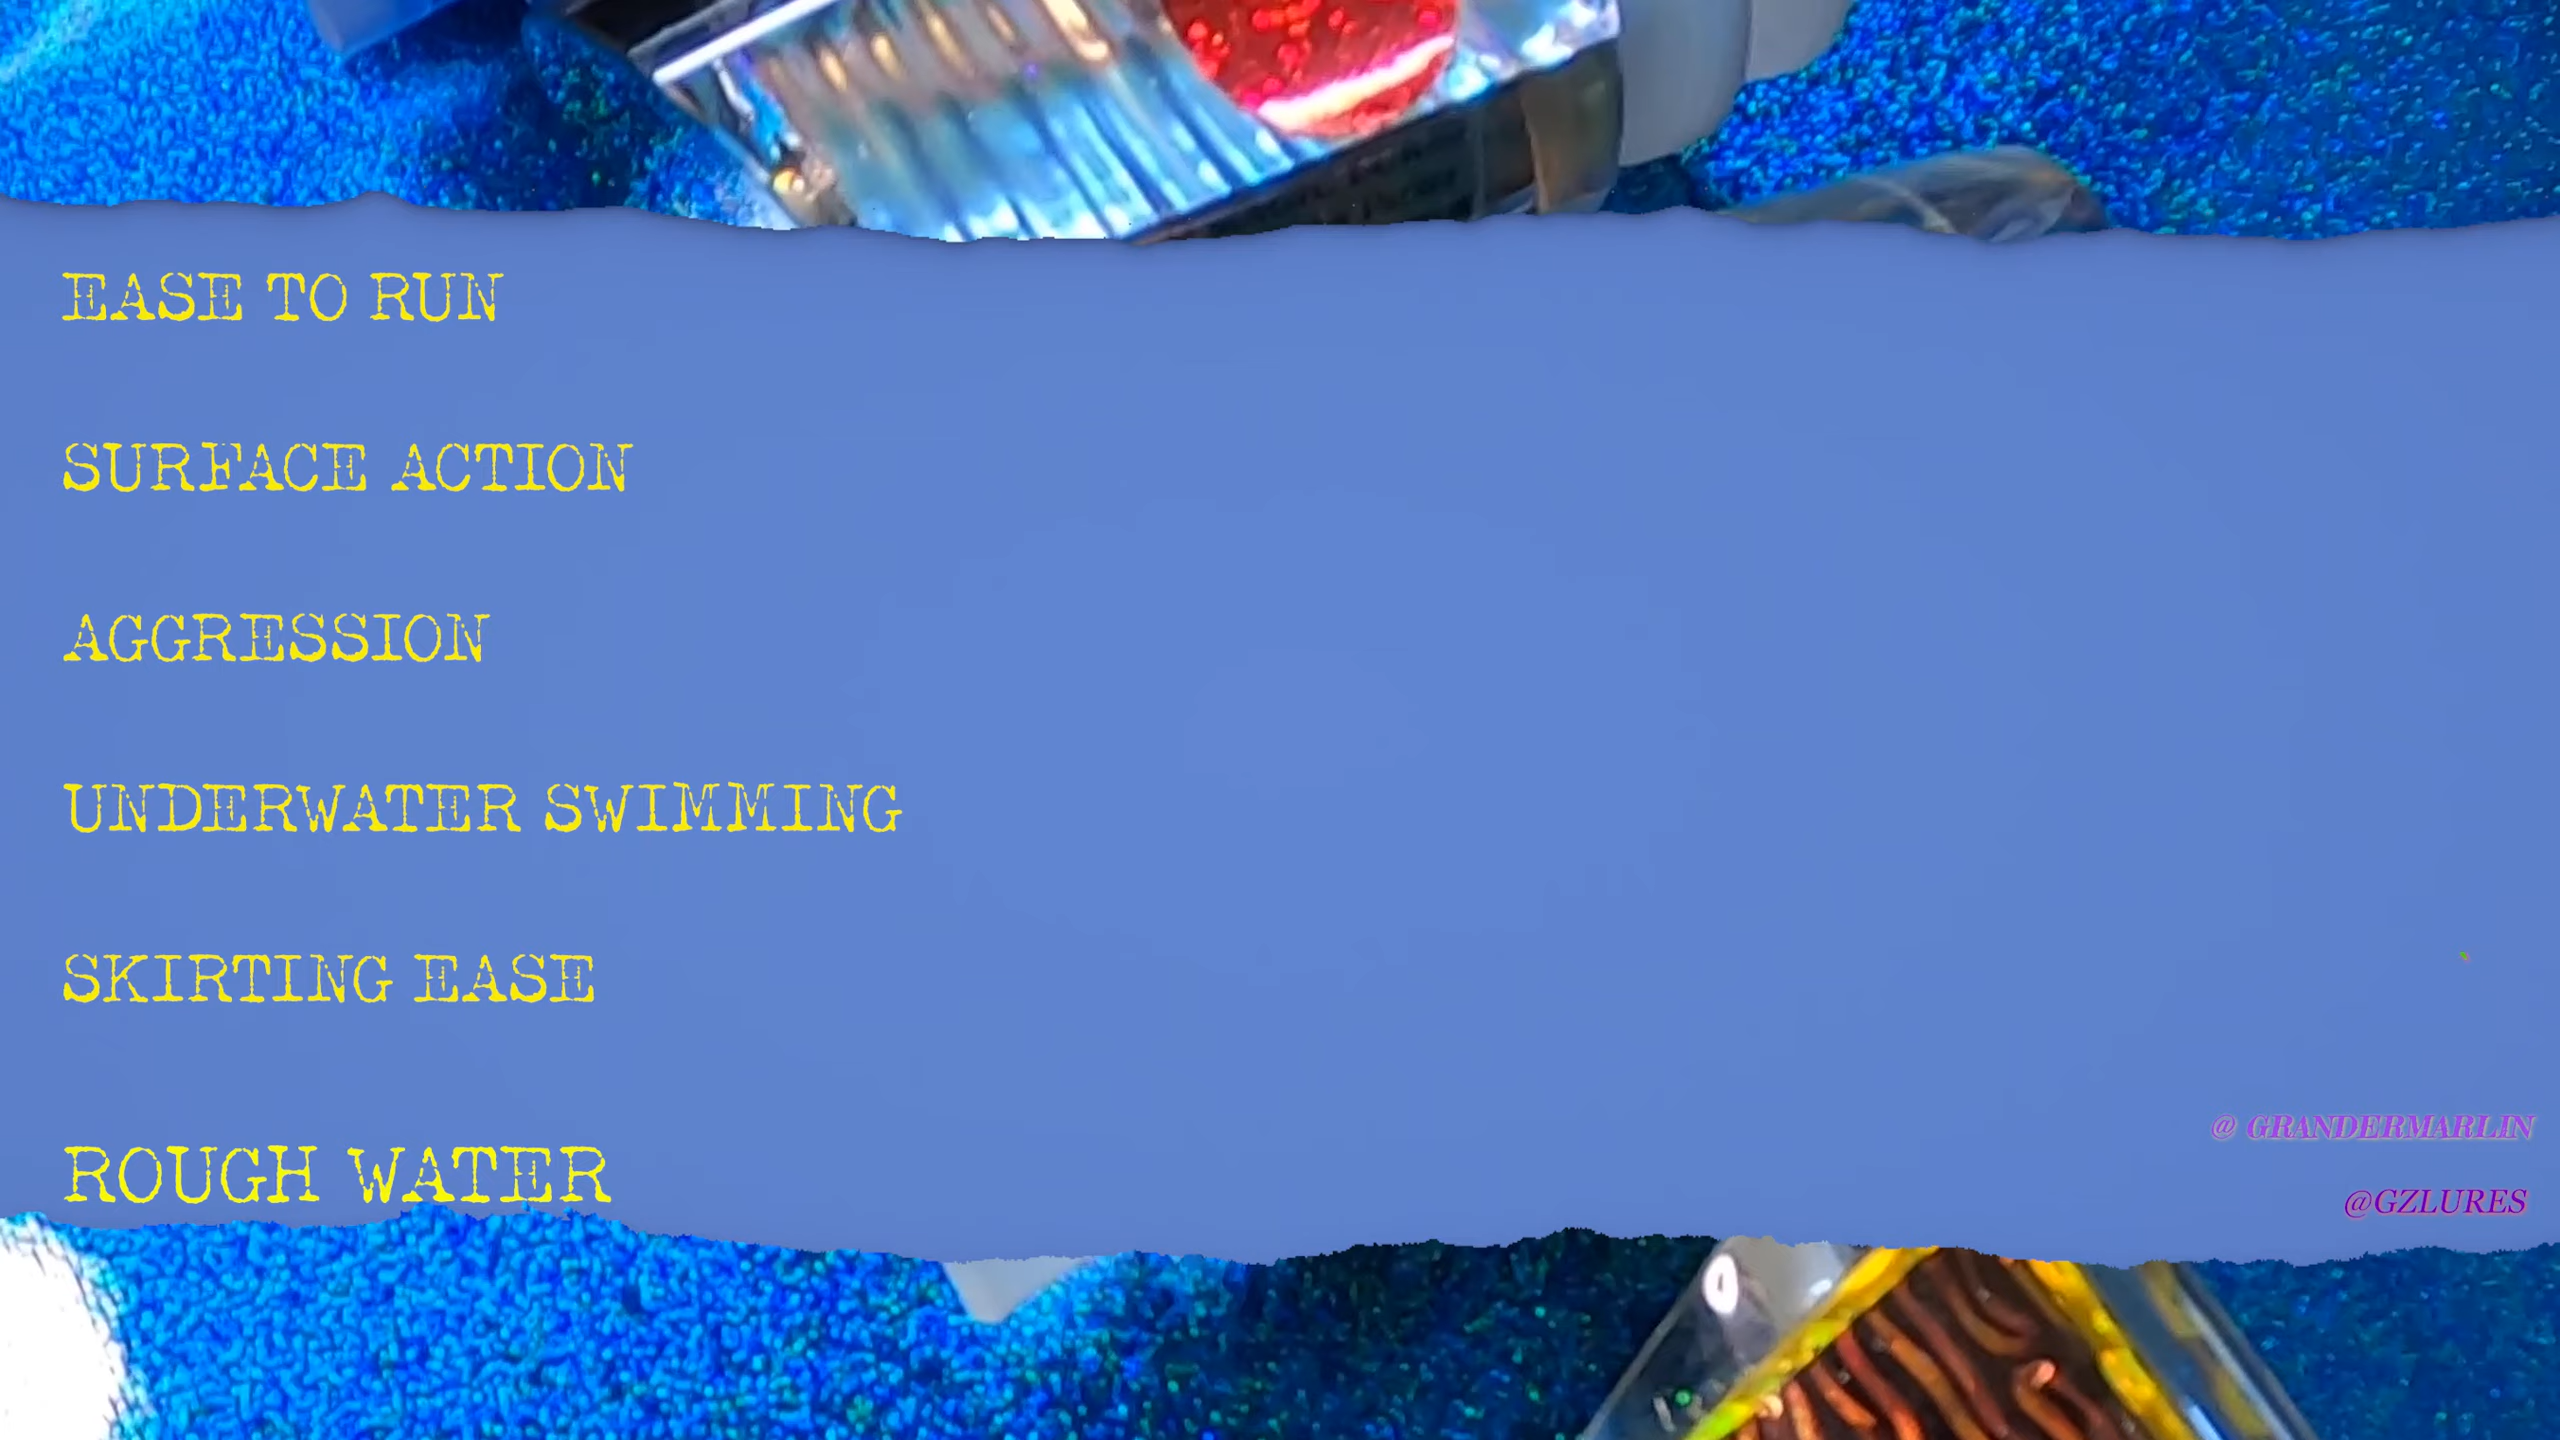 EASE TO RUN
SURFACE ACTION
AGGRESSION
UNDERWATER SWIMMING
SKIRTING EASE
ROUGH WATER
@ GRANDERMARLIN
@GZLURES